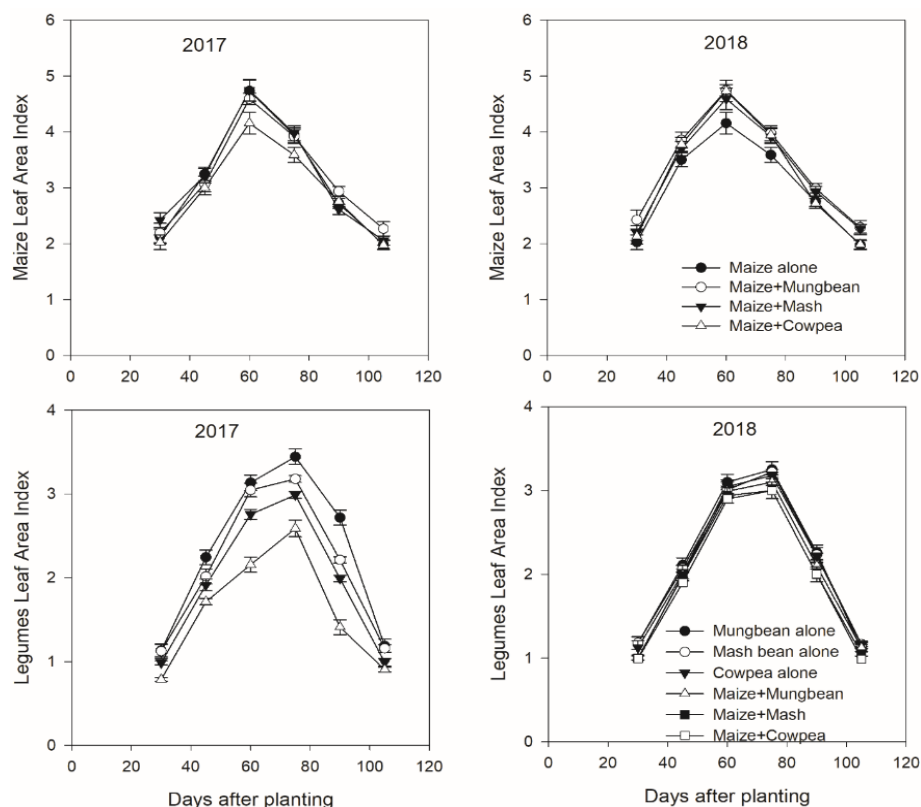 2017
Maize Leaf Area Index
6
5
4
3
2
1
0
0 20 40 60 80 100 120
2018
Maize Leaf Area Index
6
5
4
3
2
1
0
Maize alone
Maize+Mungbean
Maize+Mash
Maize+Cowpea
0 20 40 60 80 100 120
2017
Legumes Leaf Area Index
4
3
2
1
0
0 20 40 60 80 100 120
Days after planting
2018
Legumes Leaf Area Index
4
3
2
1
0
Mungbean alone
Mash bean alone
Cowpea alone
Maize+Mungbean
Maize+Mash
Maize+Cowpea
0 20 40 60 80 100 120
Days after planting